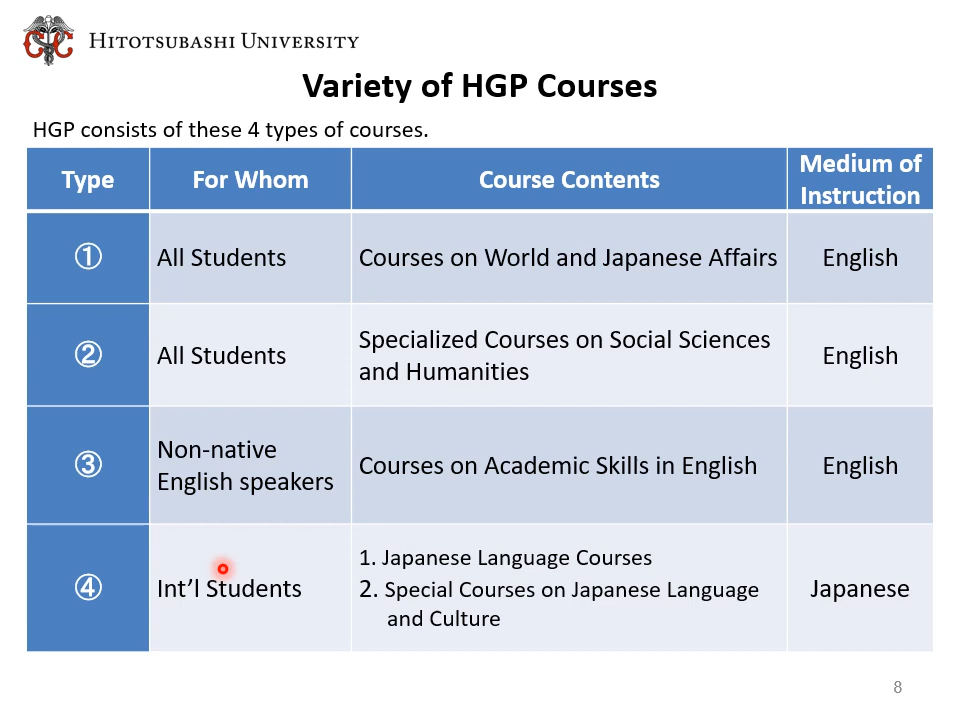 HITOTSUBASHI UNIVERSITY
Variety of HGP Courses
HGP consists of these 4 types of courses.
Type For Whom Course Contents Medium of
Instruction
① All Students Courses on World and Japanese Affairs English
② All Students Specialized Courses on Social Sciences
and Humanities English
③ Non-native
English speakers Courses on Academic Skills in English English
④ Int'l Students 1. Japanese Language Courses
2. Special Courses on Japanese Language
and Culture Japanese
8